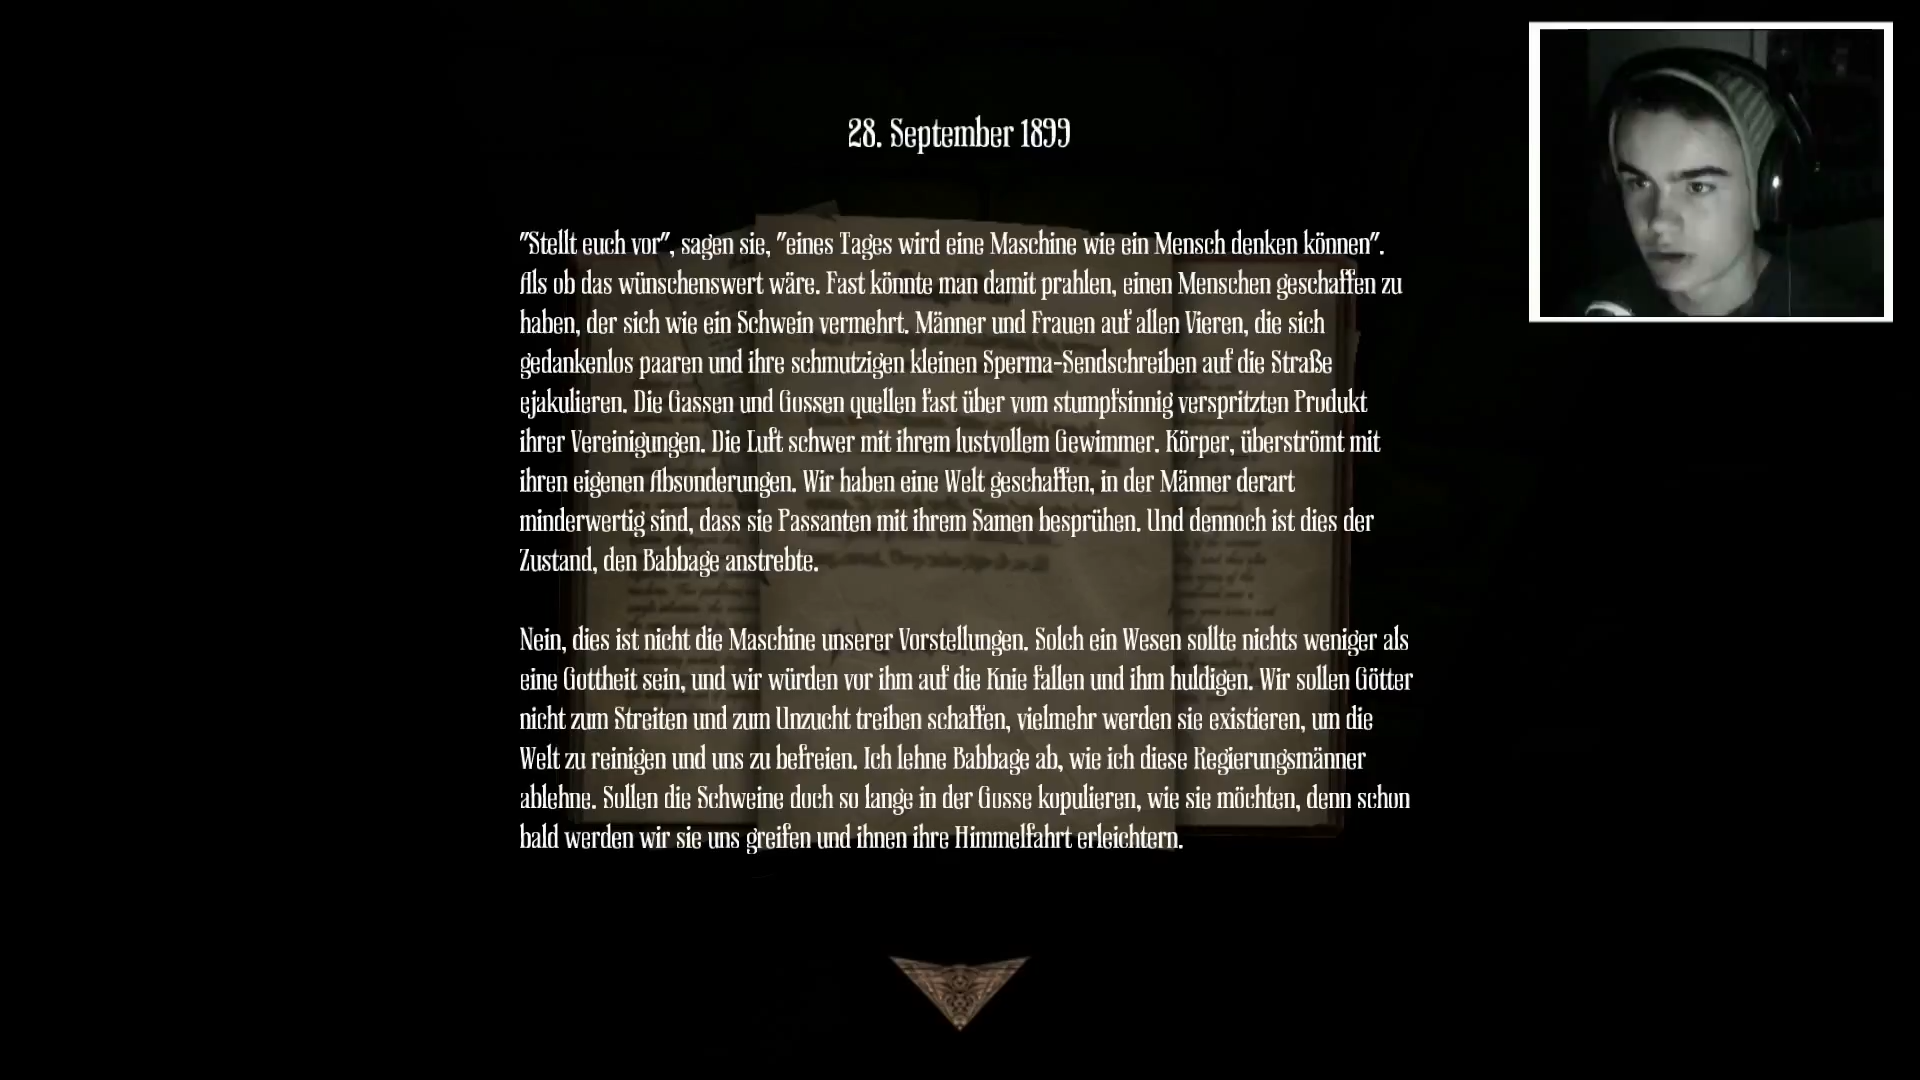 28. September 1899
"Stellt euch vor", sagen sie, "eines Tages wird eine Maschine wie ein Mensch denken können".
Als ob das wünschenswert wäre. Fast könnte man damit prahlen, einen Menschen geschaffen zu
haben, der sich wie ein Schwein vermehrt. Männer und Frauen auf allen Vieren, die sich
gedankenlos paaren und ihre schmutzigen kleinen Sperma-Sendschreiben auf die Straße
ejakulieren. Die Gassen und Gossen quellen fast über vom stumpfsinnig verspritzten Produkt
ihrer Vereinigungen. Die Luft schwer mit ihrem lustvollem Gewimmer. Körper, überströmt mit
ihren eigenen Absonderungen. Wir haben eine Welt geschaffen, in der Männer derart
minderwertig sind, dass sie Passanten mit ihrem Samen besprühen. Und dennoch ist dies der
Zustand, den Babbage anstrebte.
Nein, dies ist nicht die Maschine unserer Vorstellungen. Solch ein Wesen sollte nichts weniger als
eine Gottheit sein, und wir würden vor ihm auf die Knie fallen und ihm huldigen. Wir sollen Götter
nicht zum Streiten und zum Unzucht treiben schaffen, vielmehr werden sie existieren, um die
Welt zu reinigen und uns zu befreien. Ich lehne Babbage ab, wie ich diese Regierungsmänner
ablehne. Sollen die Schweine doch so lange in der Gosse kopulieren, wie sie möchten, denn schon
bald werden wir sie uns greifen und ihnen ihre Himmelfahrt erleichtern.